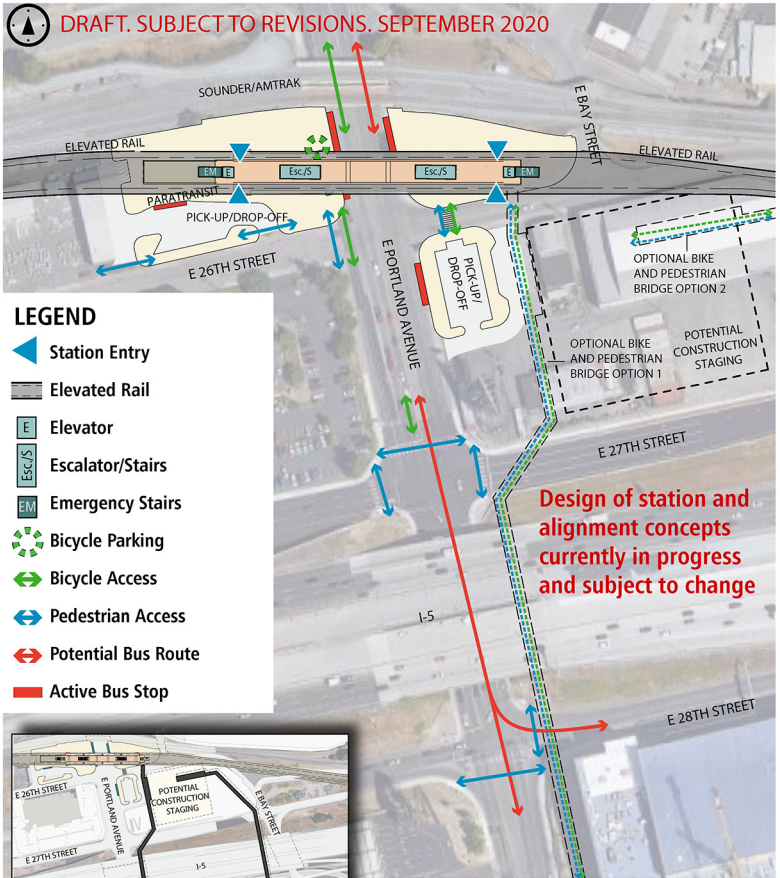 DRAFT. SUBJECT TO REVISIONS. SEPTEMBER 2020
SOUNDER/AMTRAK
E BAY STREET
ELEVATED RAIL
ELEVATED RAIL
EM
E
Esc./S
Esc./S
E
EM
PARATRANSIT
PICK-UP/DROP-OFF
E 26TH STREET
E PORTLAND AVENUE
PICK-UP/
DROP-OFF
OPTIONAL BIKE
AND PEDESTRIAN
BRIDGE OPTION 2
OPTIONAL BIKE
AND PEDESTRIAN
BRIDGE OPTION 1
POTENTIAL
CONSTRUCTION
STAGING
E 27TH STREET
LEGEND
Station Entry
Elevated Rail
E
Elevator
Esc./S
Escalator/Stairs
EM
Emergency Stairs
Bicycle Parking
Bicycle Access
Pedestrian Access
Potential Bus Route
Active Bus Stop
Design of station and
alignment concepts
currently in progress
and subject to change
I-5
E 28TH STREET
E 26TH STREET
E PORTLAND AVENUE
POTENTIAL
CONSTRUCTION
STAGING
E BAY STREET
E 27TH STREET
I-5